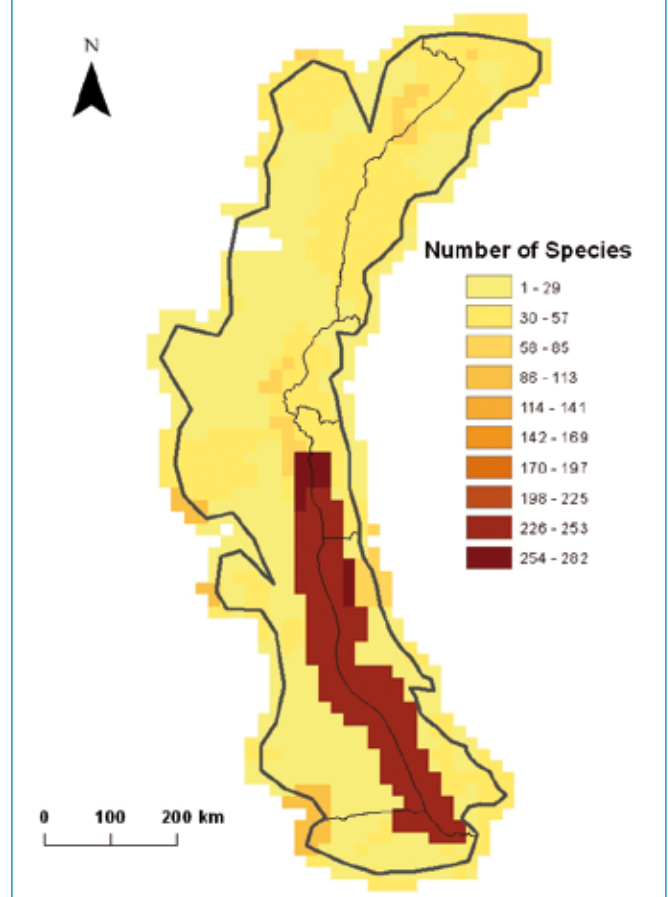 N
Number of Species
1 - 29
30 - 57
58 - 85
86 - 113
114 - 141
142 - 169
170 - 197
198 - 225
226 - 253
254 - 282
0 100 200 km